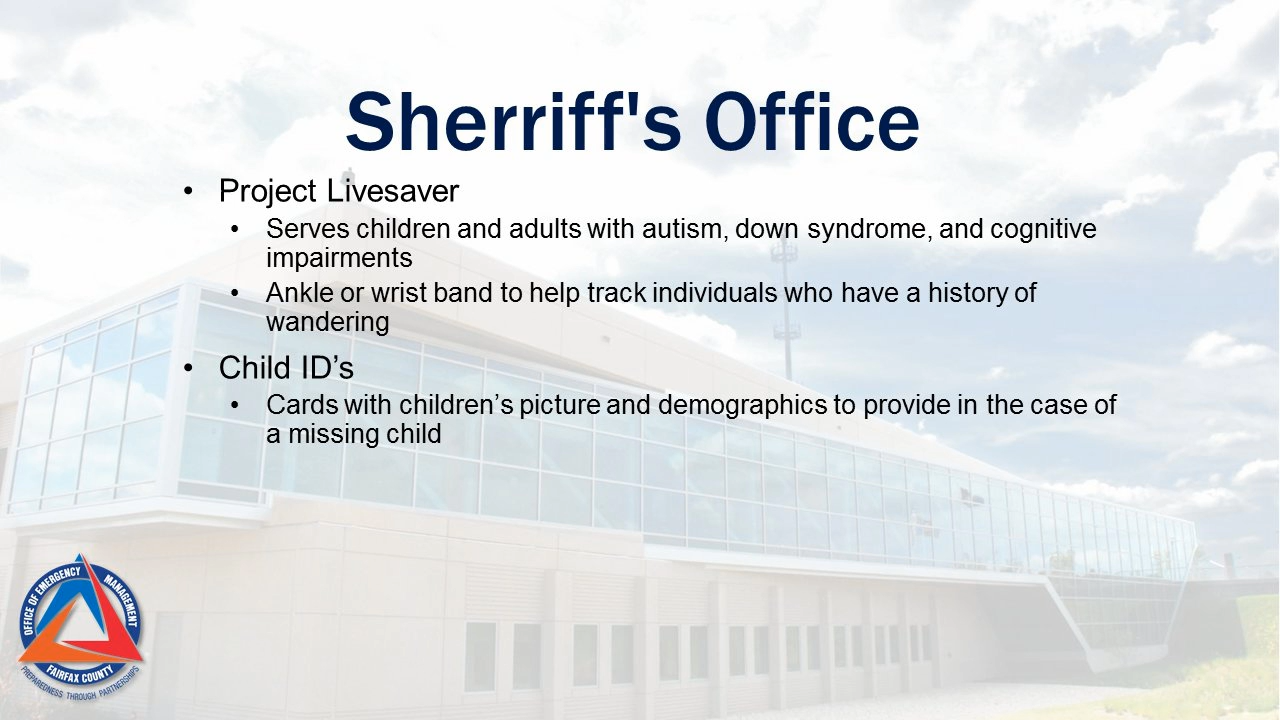 Sherriff's Office
• Project Livesaver
• Serves children and adults with autism, down syndrome, and cognitive
impairments
• Ankle or wrist band to help track individuals who have a history of
wandering
• Child ID’s
• Cards with children’s picture and demographics to provide in the case of
a missing child
OFFICE OF EMERGENCY MANAGEMENT
FAIRFAX COUNTY
PREPAREDNESS THROUGH PARTNERSHIPS